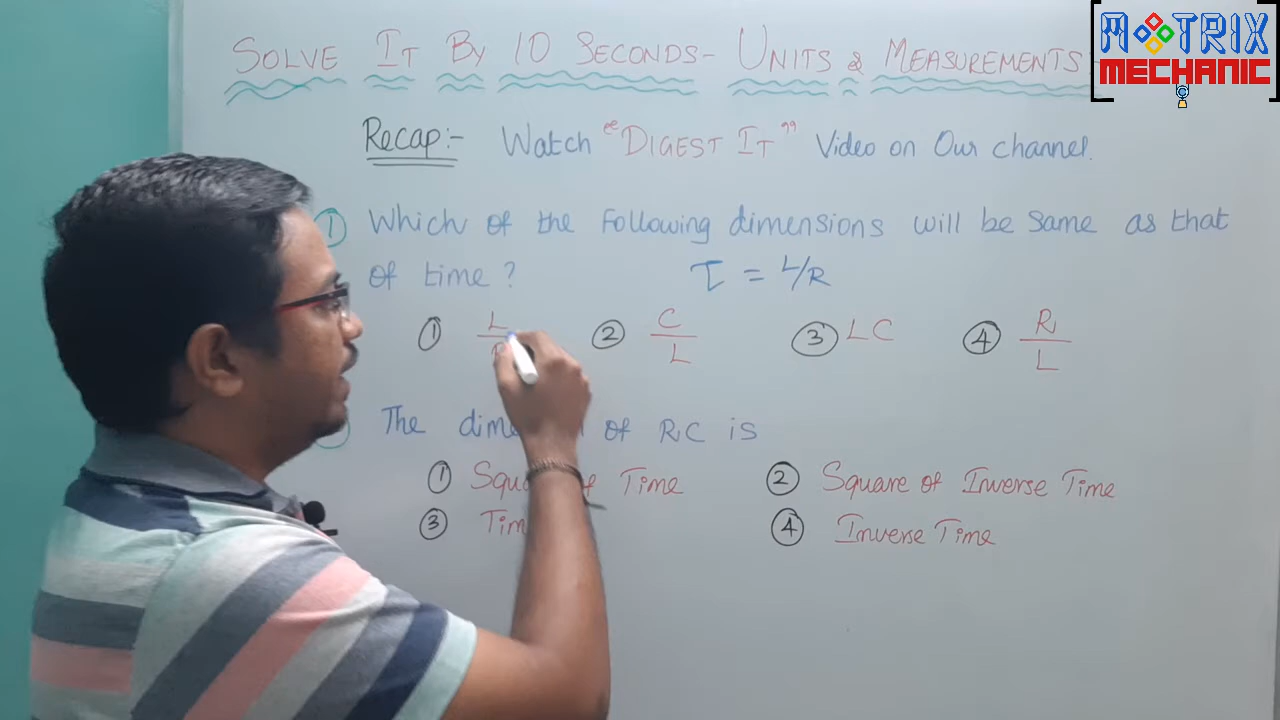 SOLVE IT BY 10 SECONDS- UNITS & MEASUREMENTS
MATRIX
MECHANIC
Recap:- Watch "DIGEST IT" Video on Our channel.
① Which of the following dimensions will be same as that
of time? τ = L/R
① L ② C/L ③ LC ④ R/L
The of RC is
① of Time ② Square of Inverse Time
③ ④ Inverse Time